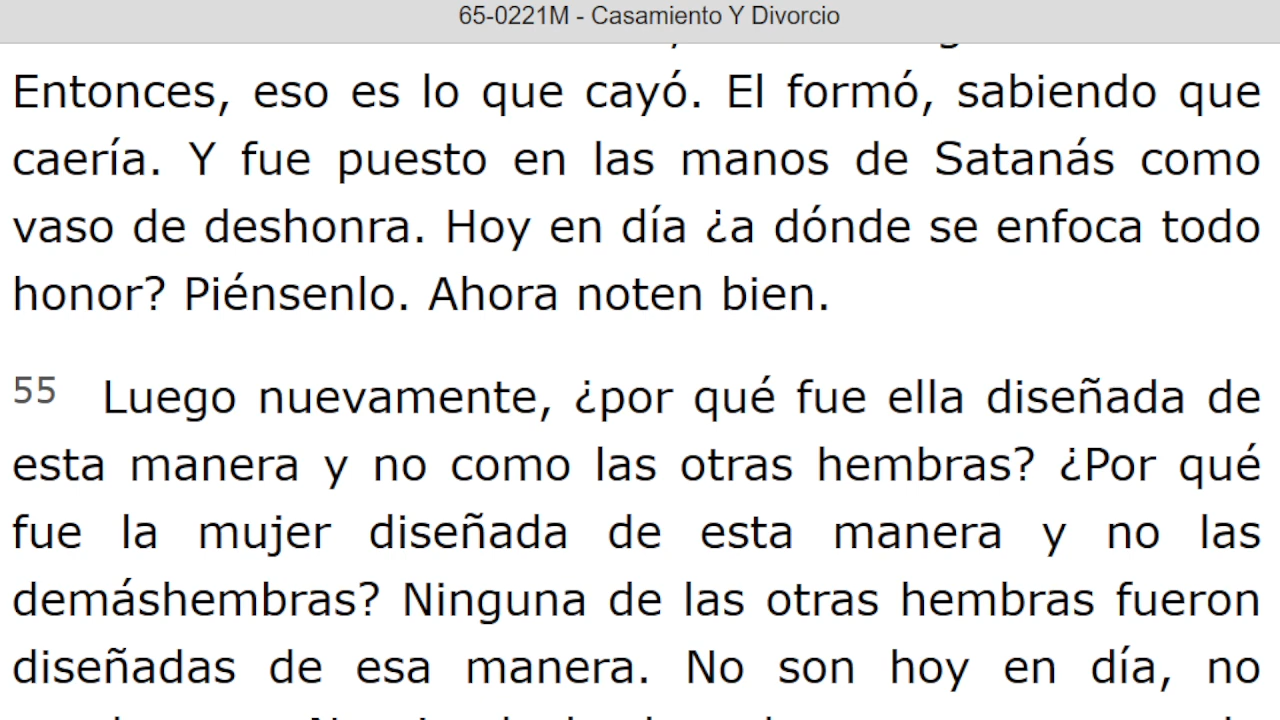 65-0221M - Casamiento Y Divorcio
Entonces, eso es lo que cayó. El formó, sabiendo que
caería. Y fue puesto en las manos de Satanás como
vaso de deshonra. Hoy en día ¿a dónde se enfoca todo
honor? Piénsenlo. Ahora noten bien.
55 Luego nuevamente, ¿por qué fue ella diseñada de
esta manera y no como las otras hembras? ¿Por qué
fue la mujer diseñada de esta manera y no las
demáshembras? Ninguna de las otras hembras fueron
diseñadas de esa manera. No son hoy en día, no